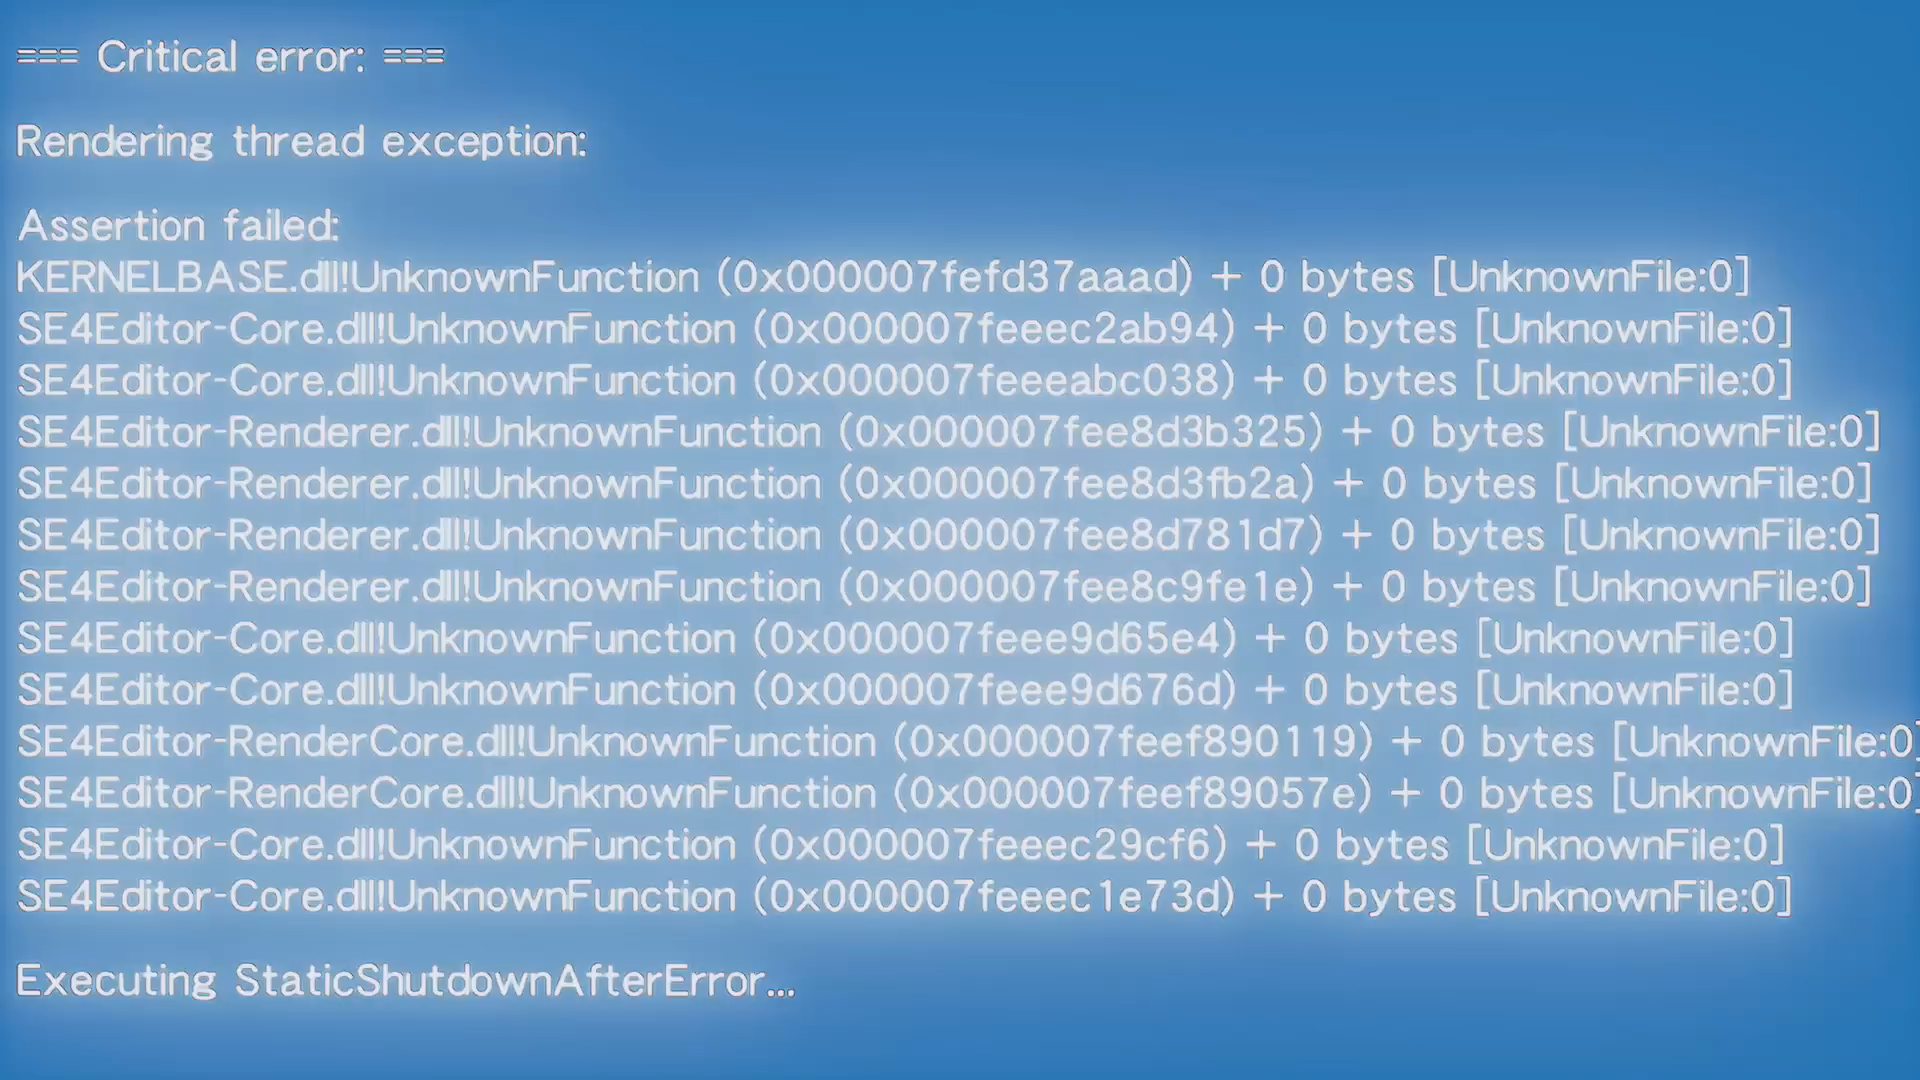 === Critical error: ===
Rendering thread exception:
Assertion failed:
KERNELBASE.dll!UnknownFunction (0x000007fefd37aaad) + 0 bytes [UnknownFile:0]
SE4Editor-Core.dll!UnknownFunction (0x000007feeec2ab94) + 0 bytes [UnknownFile:0]
SE4Editor-Core.dll!UnknownFunction (0x000007feeeabc038) + 0 bytes [UnknownFile:0]
SE4Editor-Renderer.dll!UnknownFunction (0x000007fee8d3b325) + 0 bytes [UnknownFile:0]
SE4Editor-Renderer.dll!UnknownFunction (0x000007fee8d3fb2a) + 0 bytes [UnknownFile:0]
SE4Editor-Renderer.dll!UnknownFunction (0x000007fee8d781d7) + 0 bytes [UnknownFile:0]
SE4Editor-Renderer.dll!UnknownFunction (0x000007fee8c9fe1e) + 0 bytes [UnknownFile:0]
SE4Editor-Core.dll!UnknownFunction (0x000007feee9d65e4) + 0 bytes [UnknownFile:0]
SE4Editor-Core.dll!UnknownFunction (0x000007feee9d676d) + 0 bytes [UnknownFile:0]
SE4Editor-RenderCore.dll!UnknownFunction (0x000007feef890119) + 0 bytes [UnknownFile:0]
SE4Editor-RenderCore.dll!UnknownFunction (0x000007feef89057e) + 0 bytes [UnknownFile:0]
SE4Editor-Core.dll!UnknownFunction (0x000007feeec29cf6) + 0 bytes [UnknownFile:0]
SE4Editor-Core.dll!UnknownFunction (0x000007feeec1e73d) + 0 bytes [UnknownFile:0]
Executing StaticShutdownAfterError...